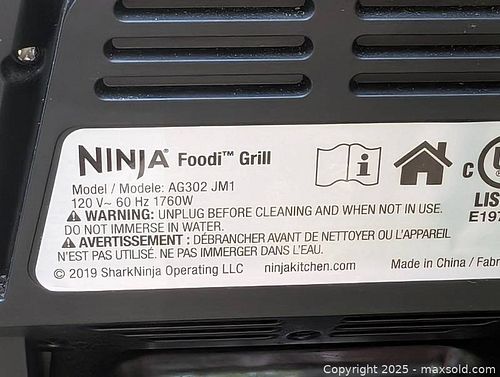 NINJA® Foodi™ Grill
Model / Modele: AG302 JM1
120 V~ 60 Hz 1760W
WARNING: UNPLUG BEFORE CLEANING AND WHEN NOT IN USE.
DO NOT IMMERSE IN WATER.
AVERTISSEMENT : DÉBRANCHER AVANT DE NETTOYER OU L'APPAREIL
N'EST PAS UTILISÉ. NE PAS IMMERGER DANS L'EAU.
© 2019 SharkNinja Operating LLC ninjakitchen.com Made in China / Fabr
C
LIS
E197
Copyright © 2025 - maxsold.com